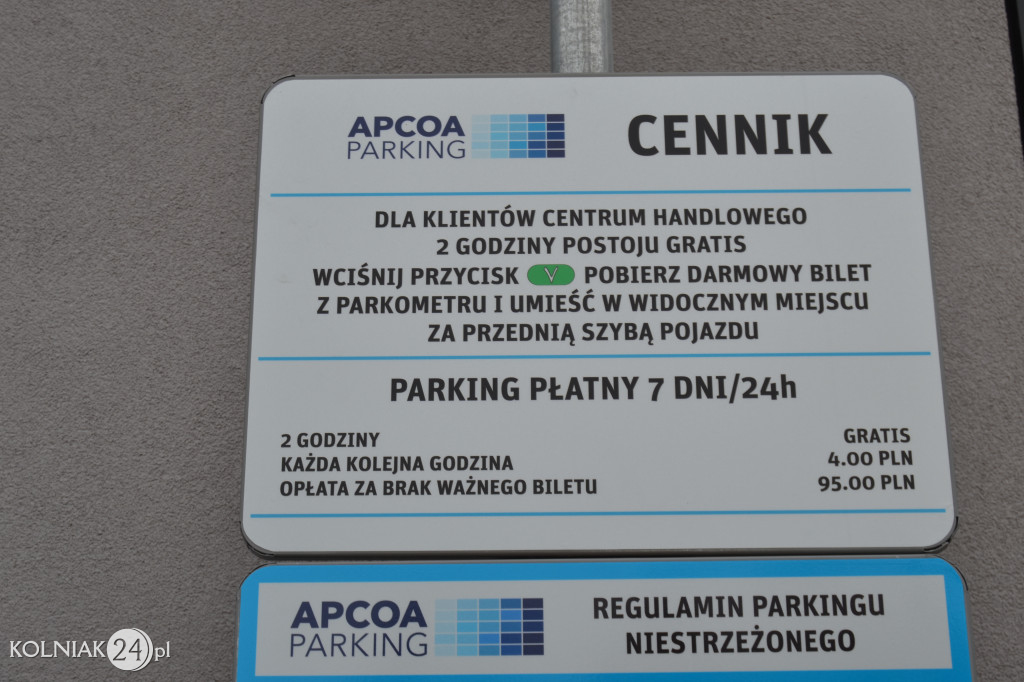 APCOA
PARKING
CENNIK
DLA KLIENTÓW CENTRUM HANDLOWEGO
2 GODZINY POSTOJU GRATIS
WCIŚNIJ PRZYCISK V POBIERZ DARMOWY BILET
Z PARKOMETRU I UMIEŚĆ W WIDOCZNYM MIEJSCU
ZA PRZEDNIĄ SZYBĄ POJAZDU
PARKING PŁATNY 7 DNI/24h
2 GODZINY GRATIS
KAŻDA KOLEJNA GODZINA 4.00 PLN
OPŁATA ZA BRAK WAŻNEGO BILETU 95.00 PLN
APCOA
PARKING
REGULAMIN PARKINGU
NIESTRZEŻONEGO
KOLNIAK24.pl